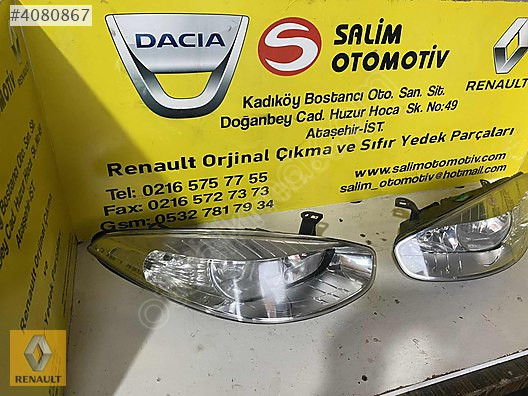 #4080867
DACIA
SALİM
OTOMOTİV
RENAULT
Kadıköy Bostancı Oto. San. Sit.
Doğanbey Cad. Huzur Hoca Sk. No:49
Ataşehir-İST.
Renault Orjinal Çıkma ve Sıfır Yedek Parçaları
Tel: 0216 575 77 55
Fax: 0216 572 73 73
Gsm: 0532 781 79 34
www.salimotomotiv.com
salim_otomotiv@hotmail.com
RENAULT